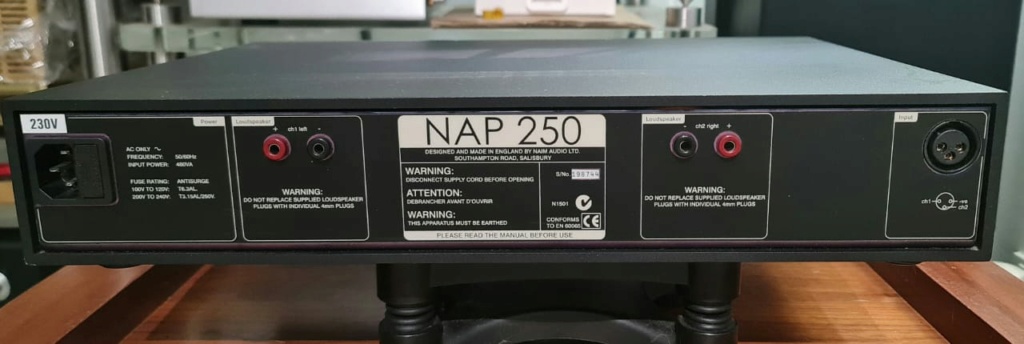 230V
Power
AC ONLY ~
FREQUENCY: 50/60Hz
INPUT POWER: 480VA
FUSE RATING: ANTISURGE
100V TO 120V: T6.3AL
200V TO 240V: T3.15AL/250V.
Loudspeaker
+ ch1 left -
WARNING:
DO NOT REPLACE SUPPLIED LOUDSPEAKER
PLUGS WITH INDIVIDUAL 4mm PLUGS
NAP 250
DESIGNED AND MADE IN ENGLAND BY NAIM AUDIO LTD.
SOUTHAMPTON ROAD, SALISBURY
WARNING:
DISCONNECT SUPPLY CORD BEFORE OPENING
ATTENTION:
DEBRANCHER AVANT D'OUVRIR
WARNING:
THIS APPARATUS MUST BE EARTHED
S/No. 198744
N1501
CONFORMS
TO EN 60065
CE
PLEASE READ THE MANUAL BEFORE USE
Loudspeaker
- ch2 right +
WARNING:
DO NOT REPLACE SUPPLIED LOUDSPEAKER
PLUGS WITH INDIVIDUAL 4mm PLUGS
Input
ch1 -ve
ch2